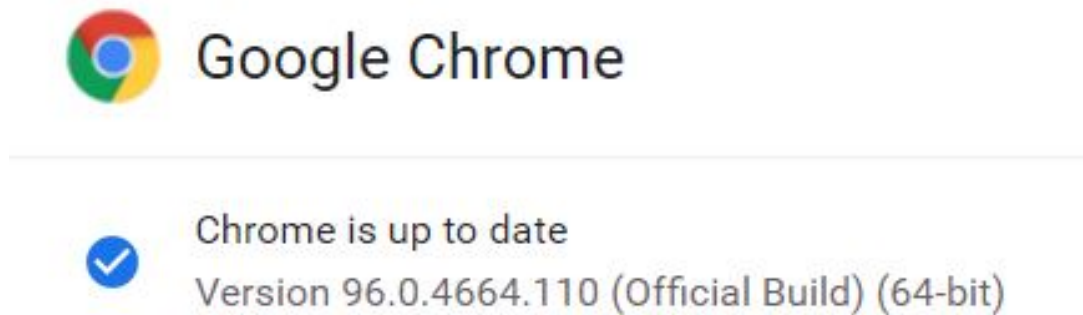 Google Chrome
Chrome is up to date
Version 96.0.4664.110 (Official Build) (64-bit)